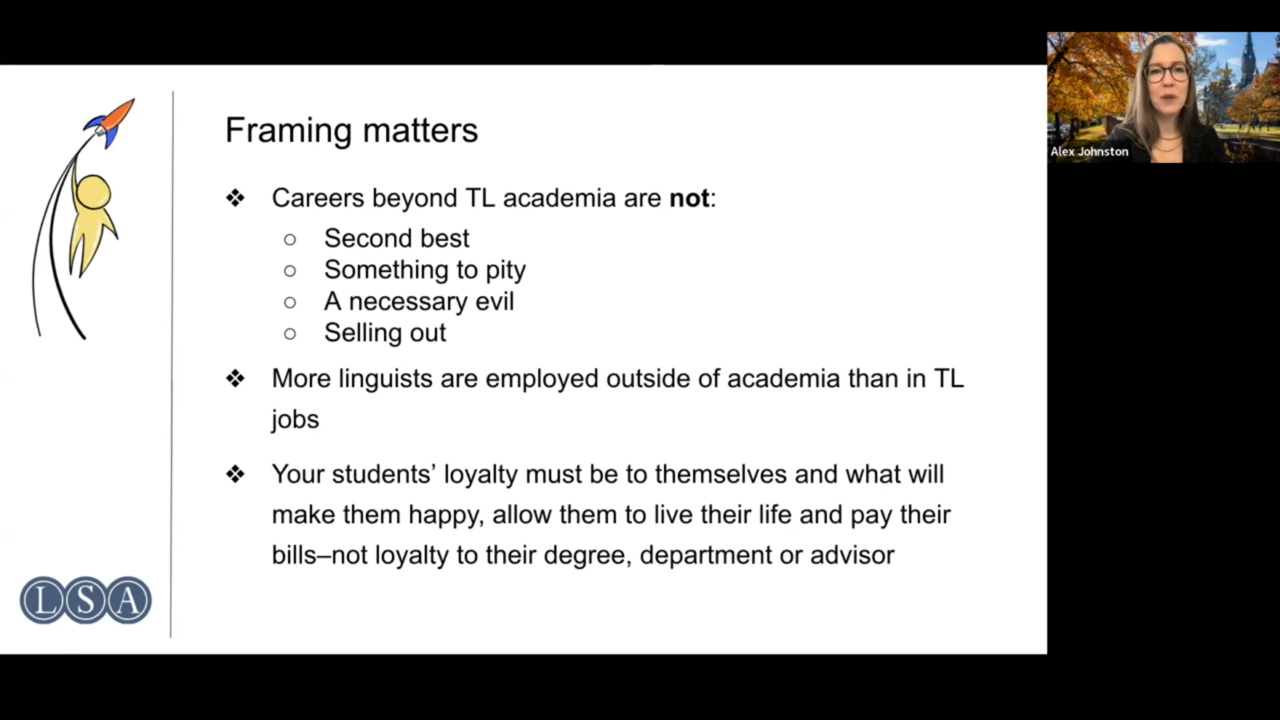 Framing matters
❖ Careers beyond TL academia are not:
○ Second best
○ Something to pity
○ A necessary evil
○ Selling out
❖ More linguists are employed outside of academia than in TL
jobs
❖ Your students’ loyalty must be to themselves and what will
make them happy, allow them to live their life and pay their
bills–not loyalty to their degree, department or advisor
LSA
Alex Johnston